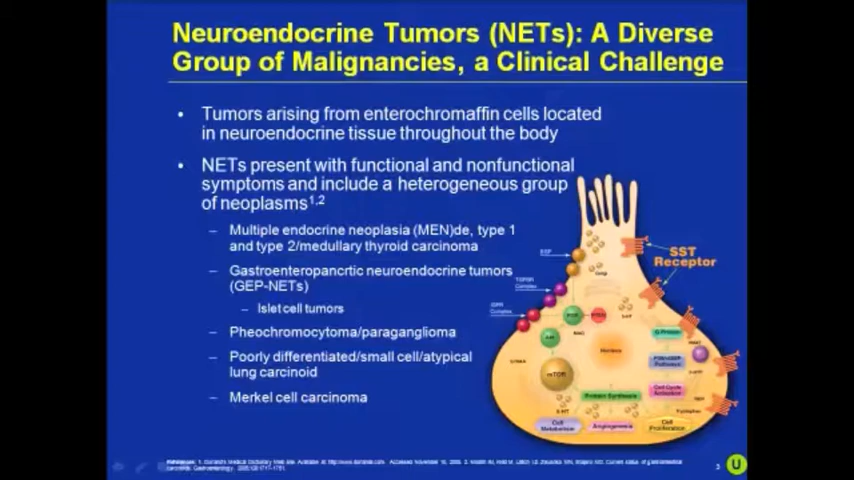 Neuroendocrine Tumors (NETs): A Diverse
Group of Malignancies, a Clinical Challenge
• Tumors arising from enterochromaffin cells located
in neuroendocrine tissue throughout the body
• NETs present with functional and nonfunctional
symptoms and include a heterogeneous group
of neoplasms1,2
– Multiple endocrine neoplasia (MEN)de, type 1
and type 2/medullary thyroid carcinoma
– Gastroenteropancrtic neuroendocrine tumors
(GEP-NETs)
– Islet cell tumors
– Pheochromocytoma/paraganglioma
– Poorly differentiated/small cell/atypical
lung carcinoid
– Merkel cell carcinoma
SST
Receptor
Complex
Complex
G Protein
Nucleus
mTOR
Protein Synthesis
Cell Cycle
Cell
Metabolism
Angiogenesis
Cell
Proliferation
3
U